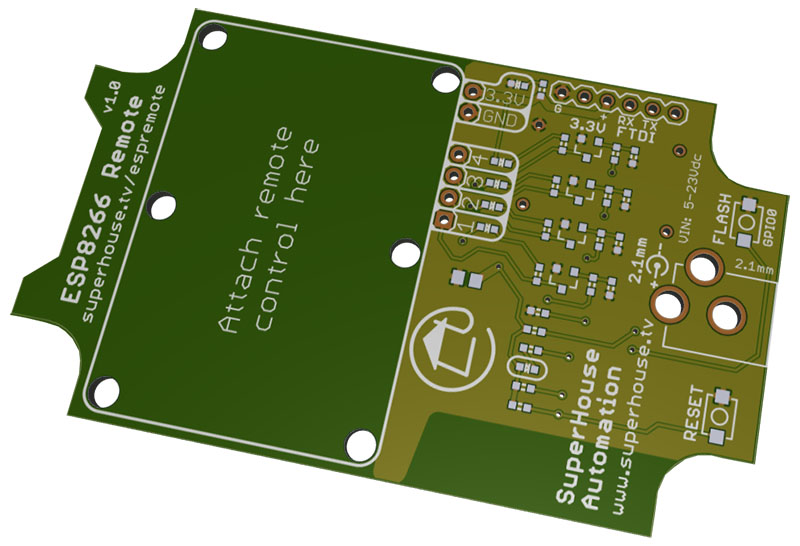 v1.0
ESP8266 Remote
superhouse.tv/espremote
Attach remote
control here
3.3V
GND
4
3
2
1
G
3.3V
+
RX TX
FTDI
VIN: 5-23Vdc
FLASH
GPIO0
2.1mm
+
2.1mm
RESET
SuperHouse
Automation
www.superhouse.tv